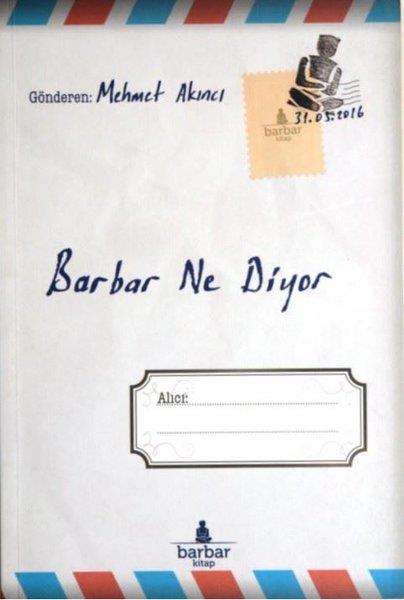 Gönderen: Mehmet Akıncı
31.05.2016
barbar
kitap
Barbar Ne Diyor
Alıcı:
barbar
kitap